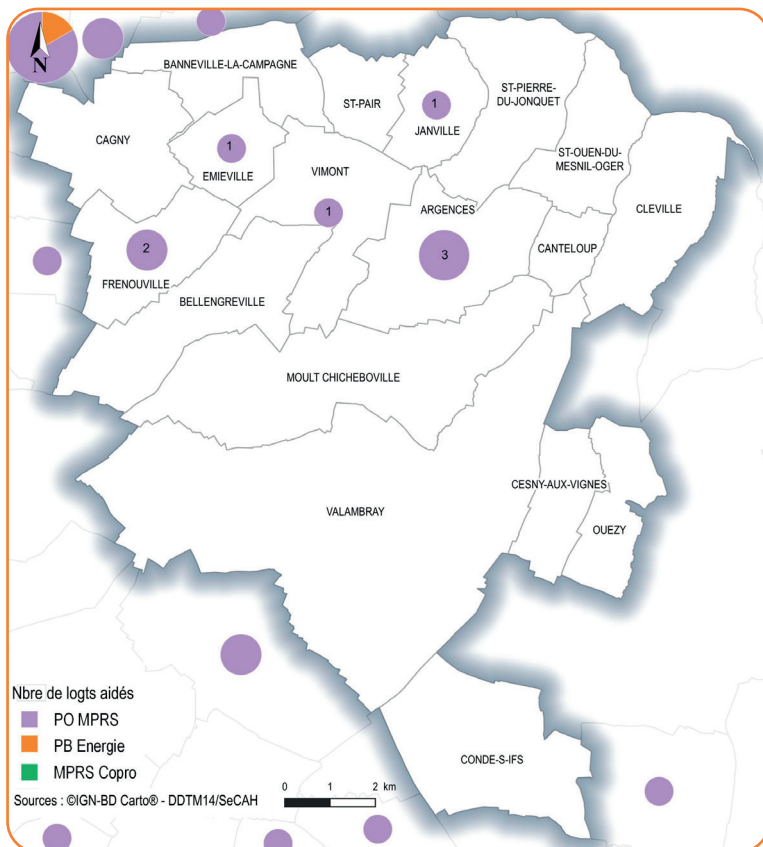 N
BANNEVILLE-LA-CAMPAGNE
ST-PAIR
1
JANVILLE
ST-PIERRE-
DU-JONQUET
CAGNY
1
EMIEVILLE
VIMONT
1
ST-OUEN-DU-
MESNIL-OGER
CLEVILLE
ARGENCES
3
CANTELOUP
2
FRENOUVILLE
BELLENGREVILLE
MOULT CHICHEBOVILLE
CESNY-AUX-VIGNES
VALAMBRAY
OUEZY
CONDE-S-IFS
Nbre de logts aidés
PO MPRS
PB Energie
MPRS Copro
Sources : ©IGN-BD Carto® - DDTM14/SeCAH
0 1 2 km